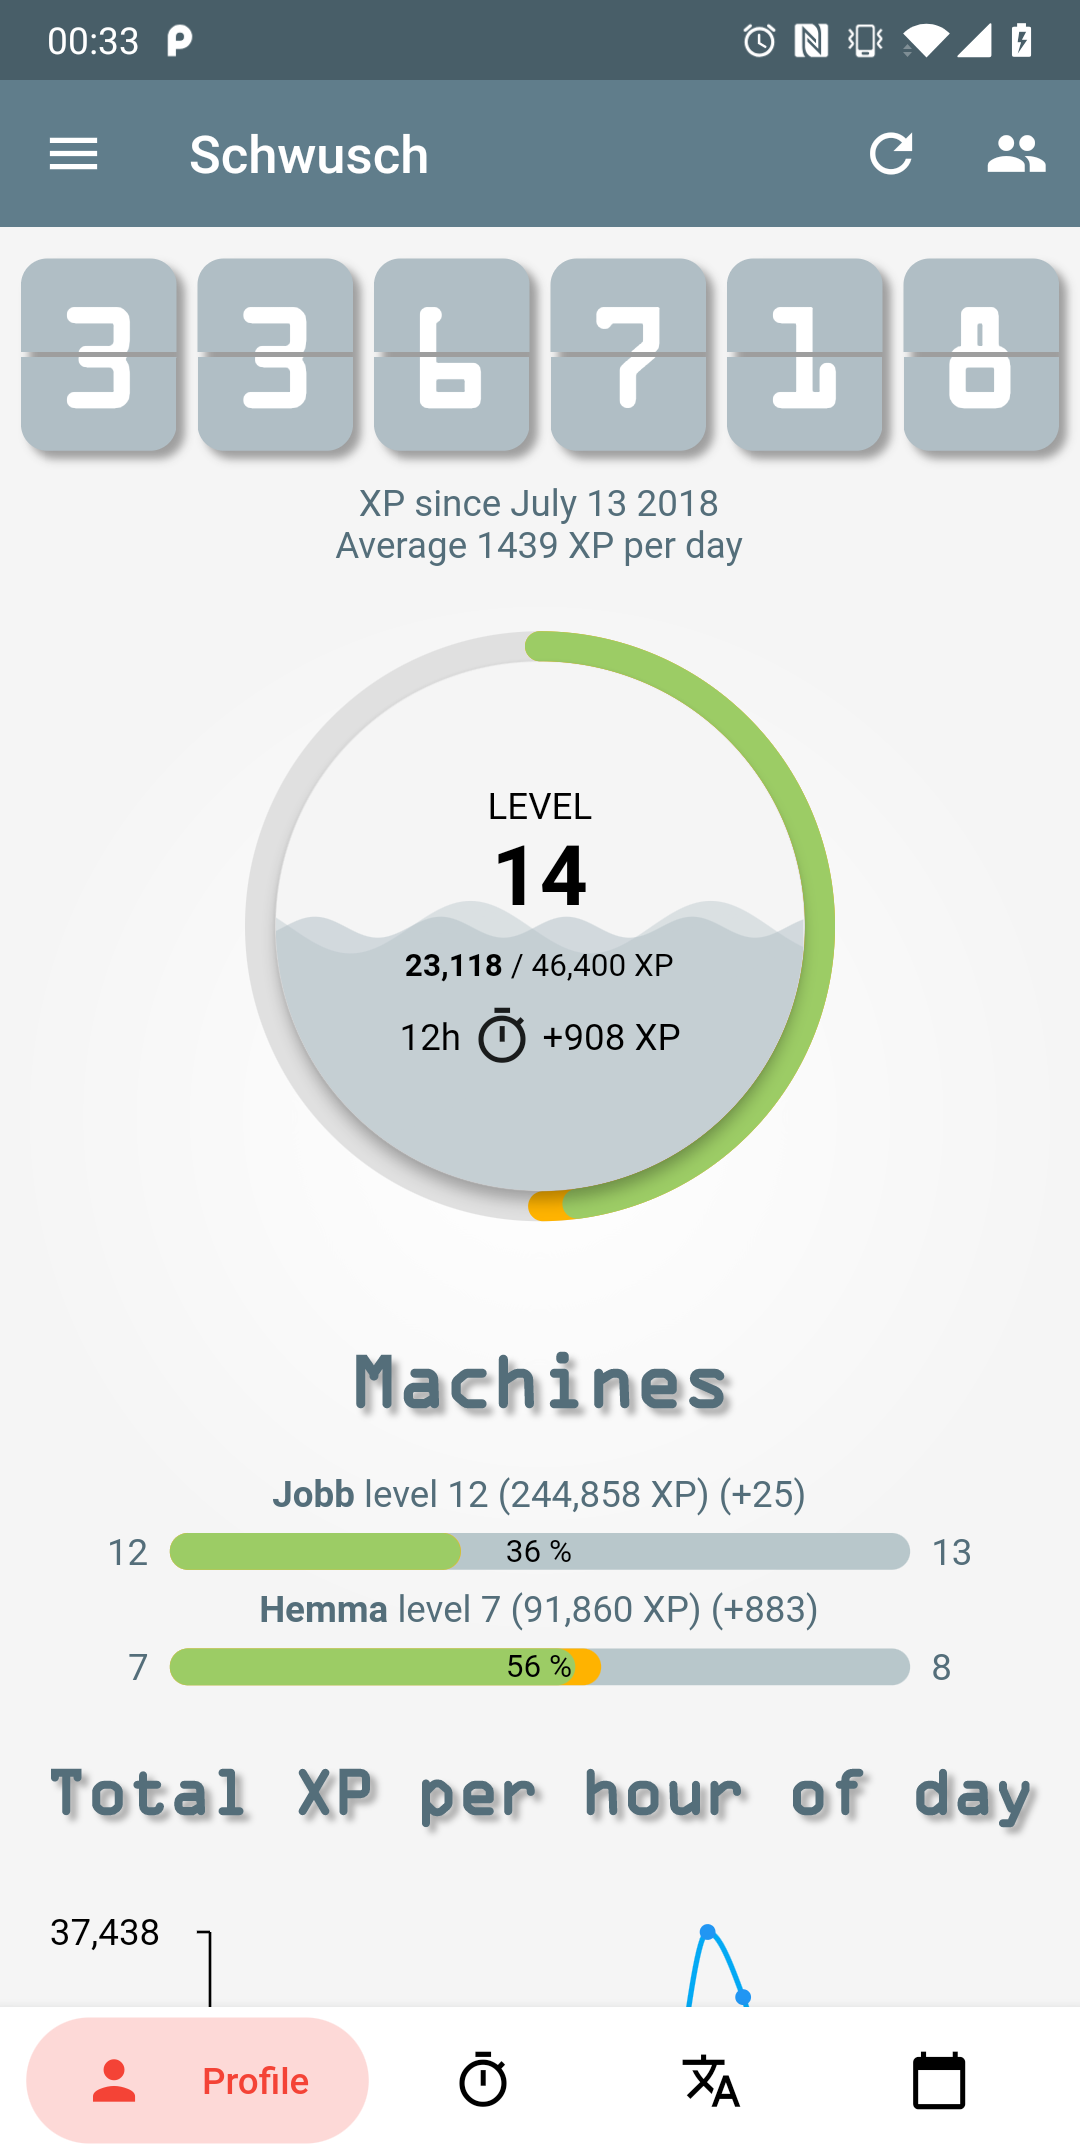 00:33
Schwusch
3 3 6 7 1 8
XP since July 13 2018
Average 1439 XP per day
LEVEL
14
23,118 / 46,400 XP
12h +908 XP
Machines
Jobb level 12 (244,858 XP) (+25)
12 36 % 13
Hemma level 7 (91,860 XP) (+883)
7 56 % 8
Total XP per hour of day
37,438
Profile